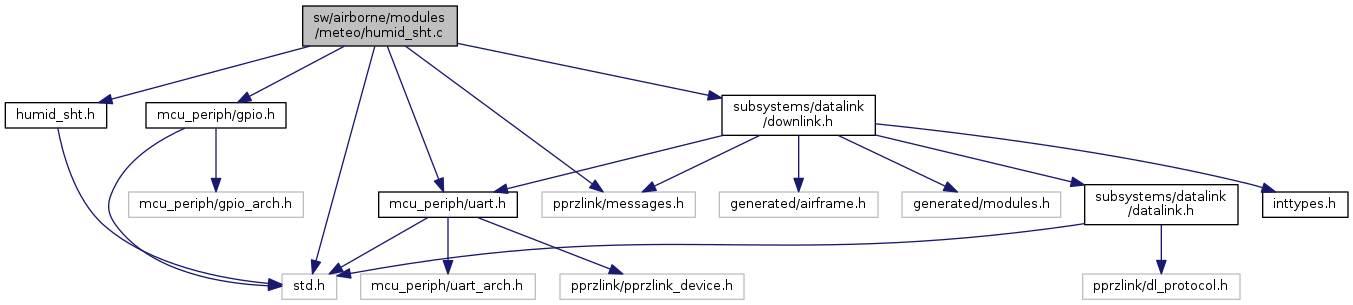 sw/airborne/modules
/meteo/humid_sht.c
humid_sht.h
mcu_periph/gpio.h
subsystems/datalink
/downlink.h
mcu_periph/gpio_arch.h
mcu_periph/uart.h
pprzlink/messages.h
generated/airframe.h
generated/modules.h
subsystems/datalink
/datalink.h
inttypes.h
std.h
mcu_periph/uart_arch.h
pprzlink/pprzlink_device.h
pprzlink/dl_protocol.h